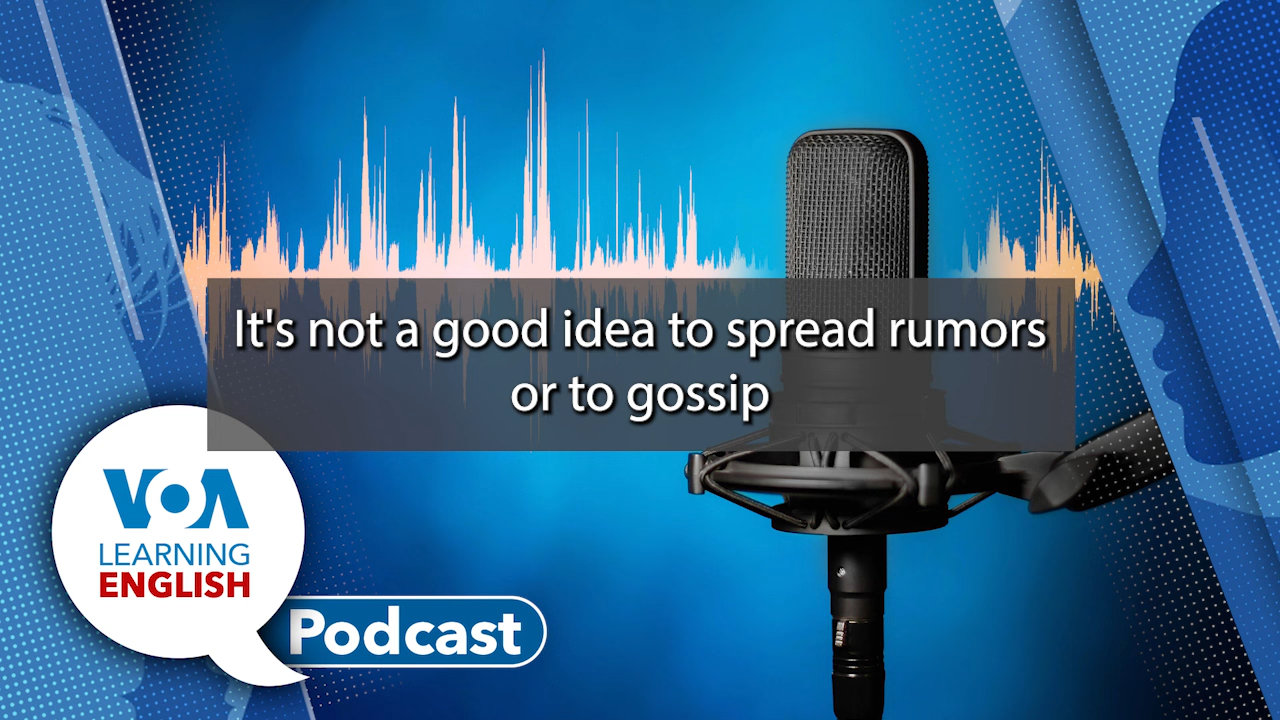 It's not a good idea to spread rumors
or to gossip
VOA
LEARNING
ENGLISH
Podcast